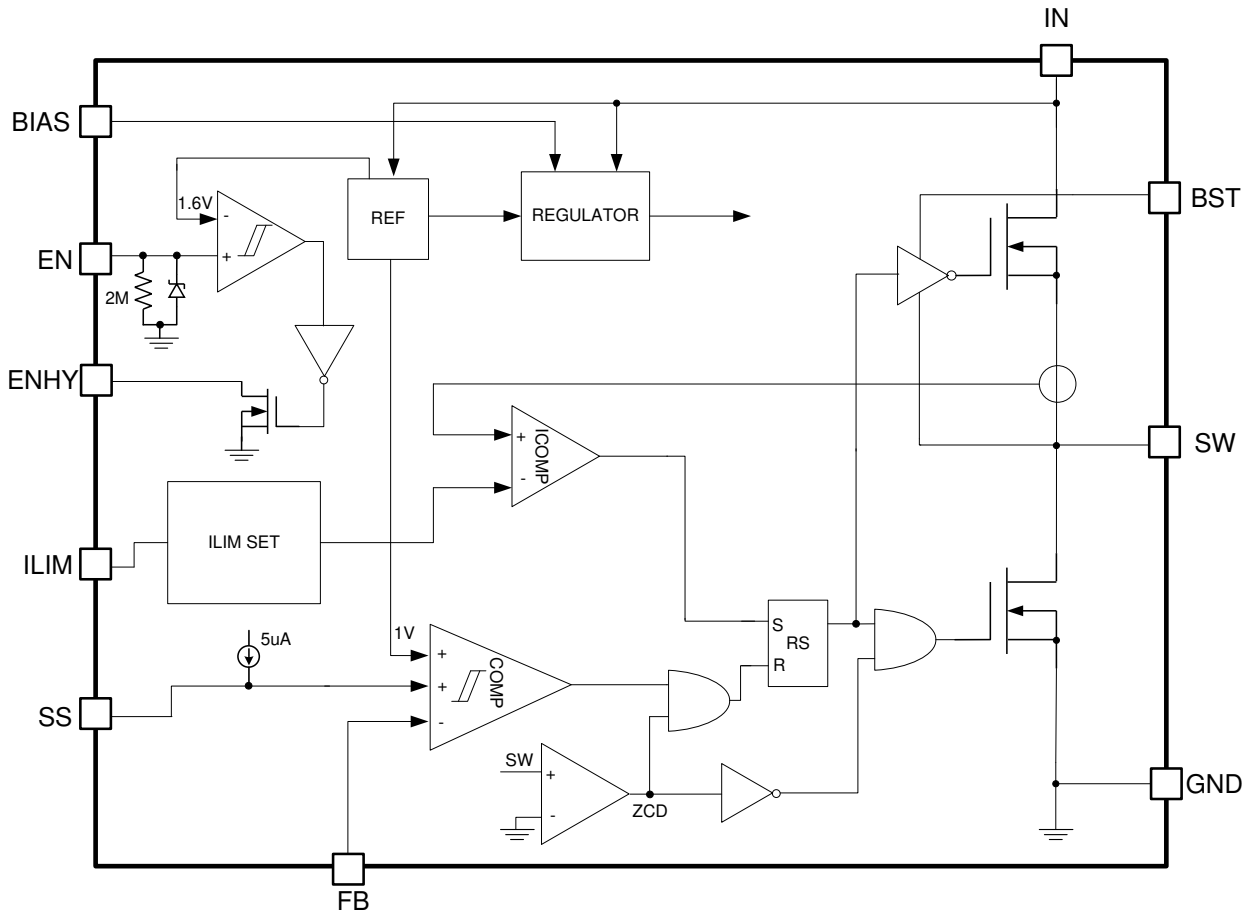 IN
BIAS
BST
1.6V
-
+
REF
REGULATOR
EN
2M
ENHY
SW
+
-
ICOMP
ILIM SET
ILIM
5uA
1V
+
+
-
COMP
S
RS
R
SS
SW
+
-
ZCD
GND
FB